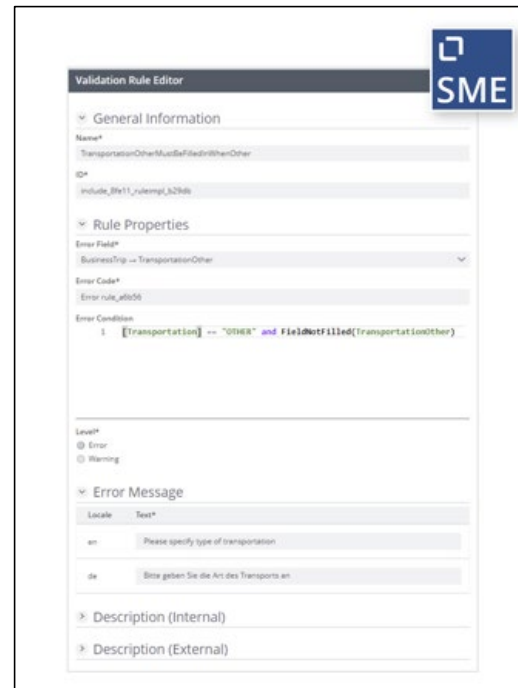 SME
Validation Rule Editor
General Information
Name*
TransportationOtherMustBeFilledInWhenOther
ID*
include_8fe11_ruleimpl_b29db
Rule Properties
Error Field*
BusinessTrip → TransportationOther
Error Code*
Error rule_a6b56
Error Condition
1 [Transportation] == "OTHER" and FieldNotFilled(TransportationOther)
Level*
Error
Warning
Error Message
Locale Text*
en Please specify type of transportation
de Bitte geben Sie die Art des Transports an
Description (Internal)
Description (External)